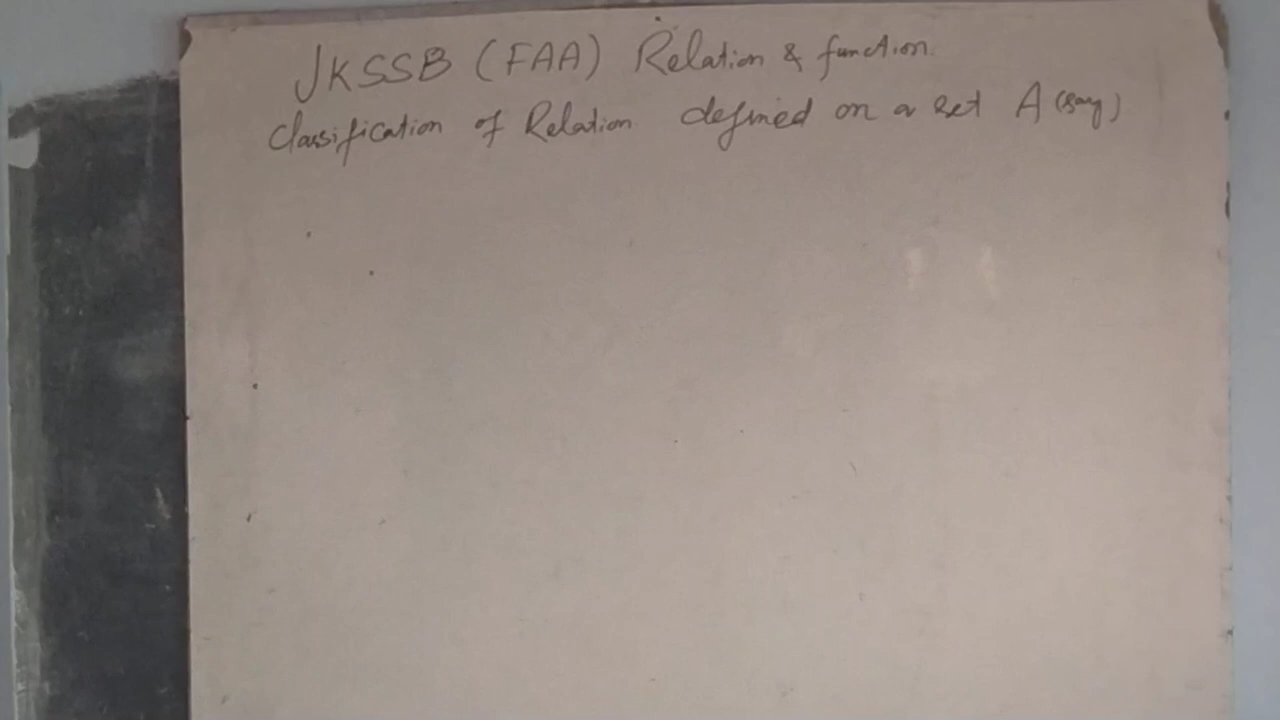 JKSSB (FAA) Relation & function.
Classification of Relation defined on a set A (say)